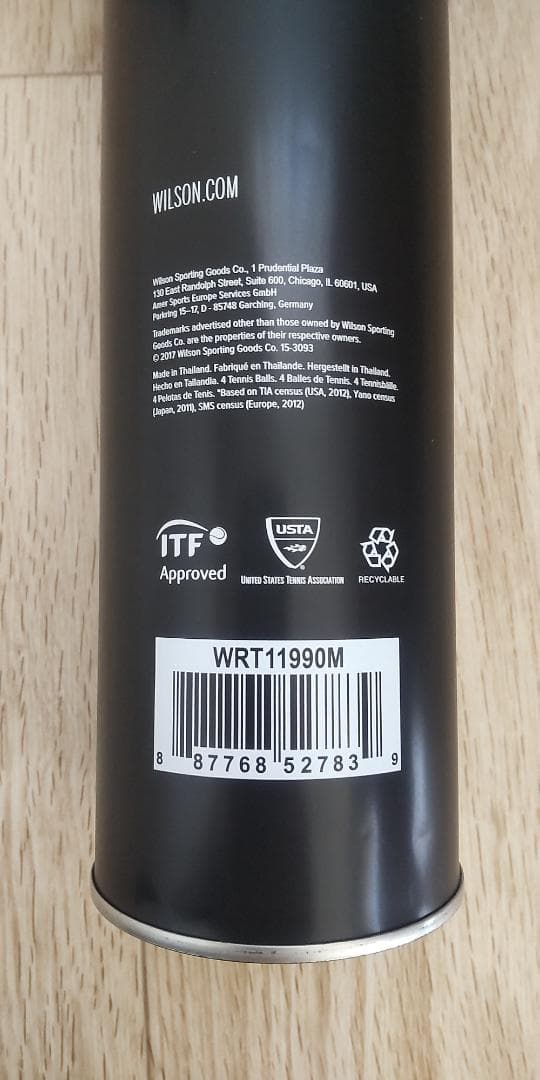 WILSON.COM
Wilson Sporting Goods Co., 1 Prudential Plaza
130 East Randolph Street, Suite 600, Chicago, IL 60601, USA
Amer Sports Europe Services GmbH
Parkring 15–17, D - 85748 Garching, Germany
Trademarks advertised other than those owned by Wilson Sporting
Goods Co. are the properties of their respective owners.
© 2017 Wilson Sporting Goods Co. 15-3093
Made in Thailand. Fabriqué en Thaïlande. Hergestellt in Thailand.
Hecho en Tailandia. 4 Tennis Balls. 4 Balles de Tennis. 4 Tennisbälle.
4 Pelotas de Tenis. *Based on TIA census (USA, 2012), Yano census
(Japan, 2011), SMS census (Europe, 2012)
ITF
Approved
USTA
UNITED STATES TENNIS ASSOCIATION
RECYCLABLE
WRT11990M
8 87768 52783 9